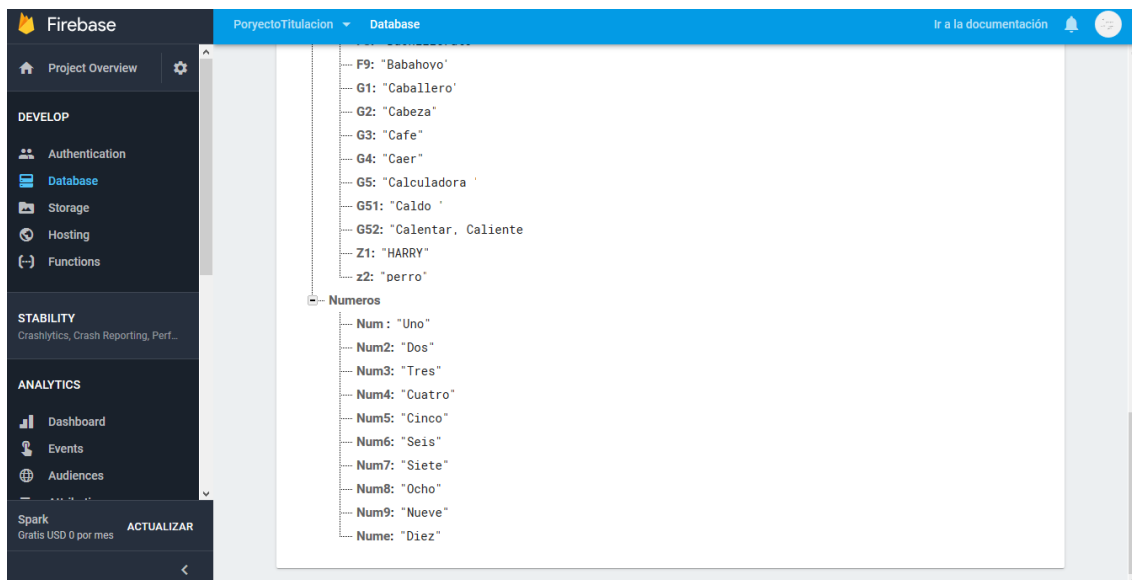 Firebase
PoryectoTitulacion
Database
Ir a la documentación
Project Overview
DEVELOP
Authentication
Database
Storage
Hosting
Functions
STABILITY
Crashlytics, Crash Reporting, Perf...
ANALYTICS
Dashboard
Events
Audiences
Spark
Gratis USD 0 por mes
ACTUALIZAR
F9: "Babahoyo"
G1: "Caballero"
G2: "Cabeza"
G3: "Cafe"
G4: "Caer"
G5: "Calculadora "
G51: "Caldo "
G52: "Calentar, Caliente
Z1: "HARRY"
z2: "perro"
Numeros
Num : "Uno"
Num2: "Dos"
Num3: "Tres"
Num4: "Cuatro"
Num5: "Cinco"
Num6: "Seis"
Num7: "Siete"
Num8: "Ocho"
Num9: "Nueve"
Nume: "Diez"